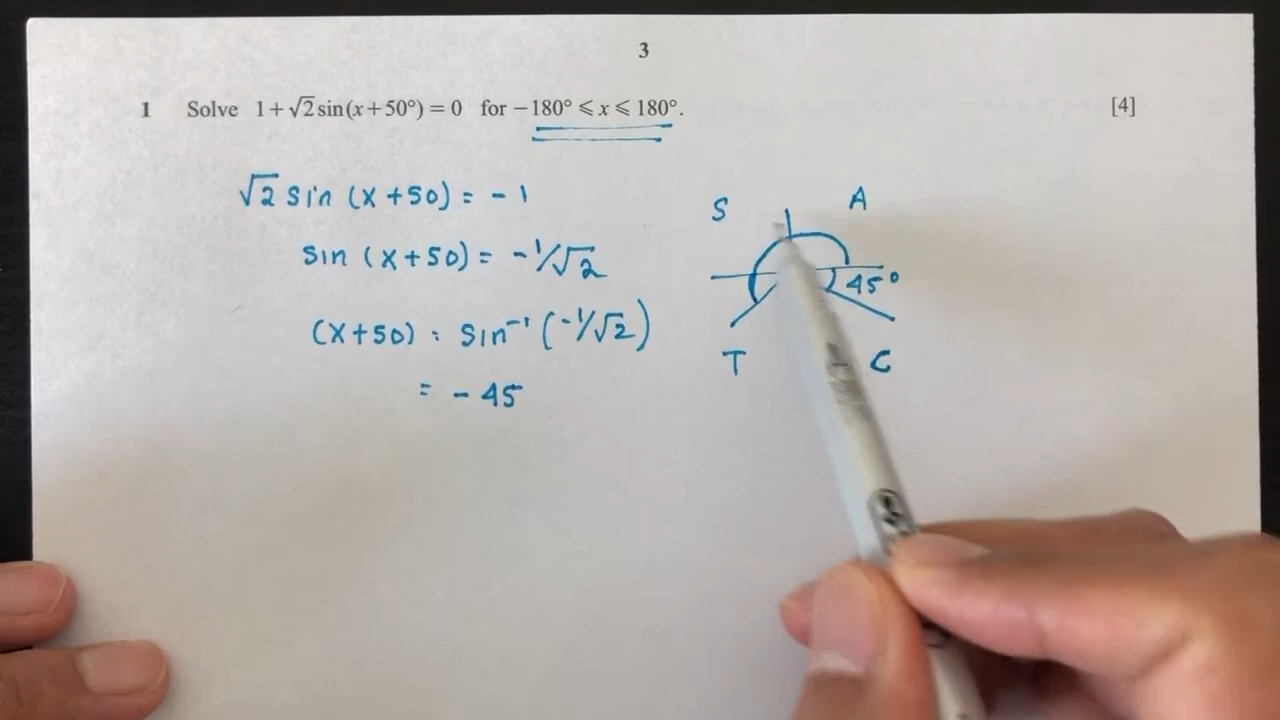 3
1 Solve 1+√2 sin(x+50°)=0 for −180° ⩽ x ⩽ 180°. [4]
√2 sin (x+50) = -1
sin (x+50) = -1/√2
(x+50) = sin⁻¹ (-1/√2)
= - 45
S A
45°
T C